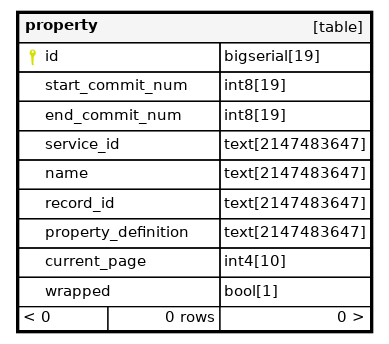 property [table]
id bigserial[19]
start_commit_num int8[19]
end_commit_num int8[19]
service_id text[2147483647]
name text[2147483647]
record_id text[2147483647]
property_definition text[2147483647]
current_page int4[10]
wrapped bool[1]
< 0 0 rows 0 >